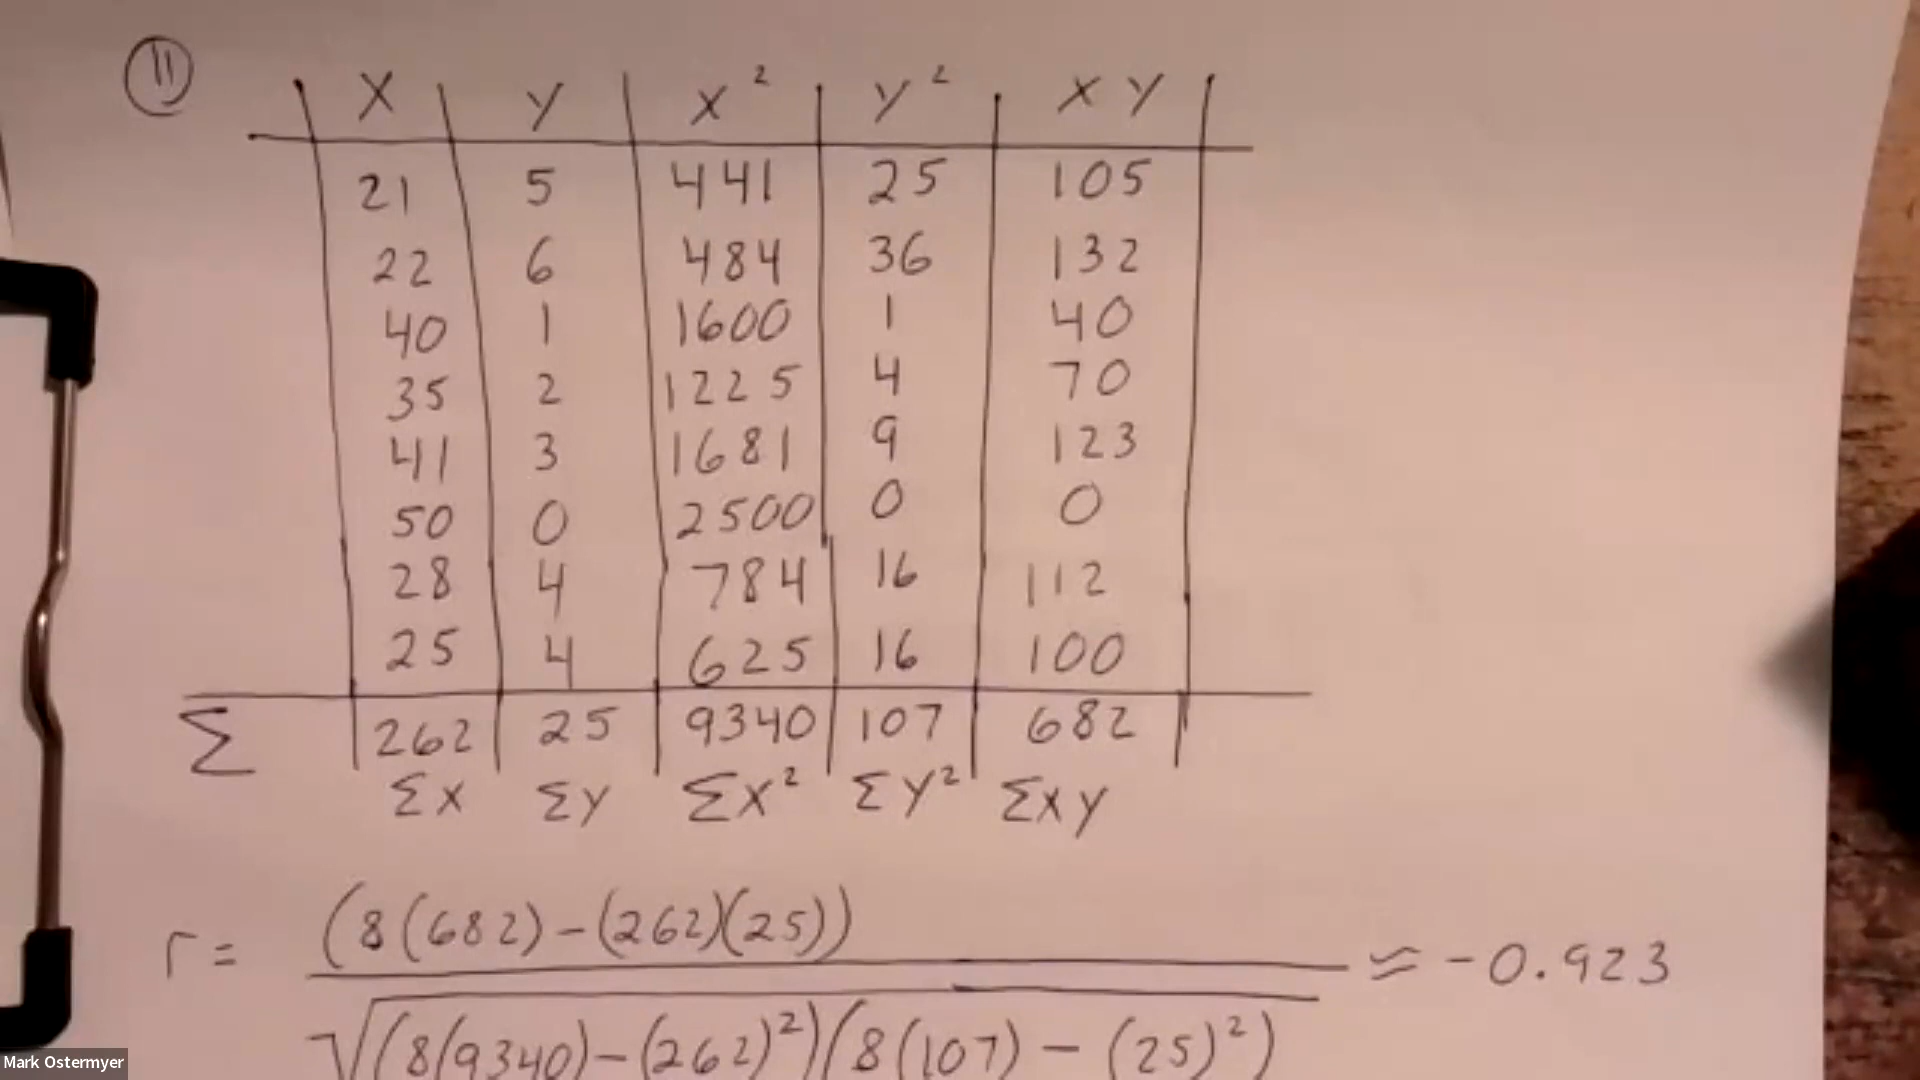 11
X Y X² Y² XY
21 5 441 25 105
22 6 484 36 132
40 1 1600 1 40
35 2 1225 4 70
41 3 1681 9 123
50 0 2500 0 0
28 4 784 16 112
25 4 625 16 100
Σ 262 25 9340 107 682
Σx Σy Σx² Σy² Σxy
r = (8(682)-(262)(25)) / √(8(9340)-(262)²)(8(107)-(25)²) ≈ -0.923
Mark Ostermyer